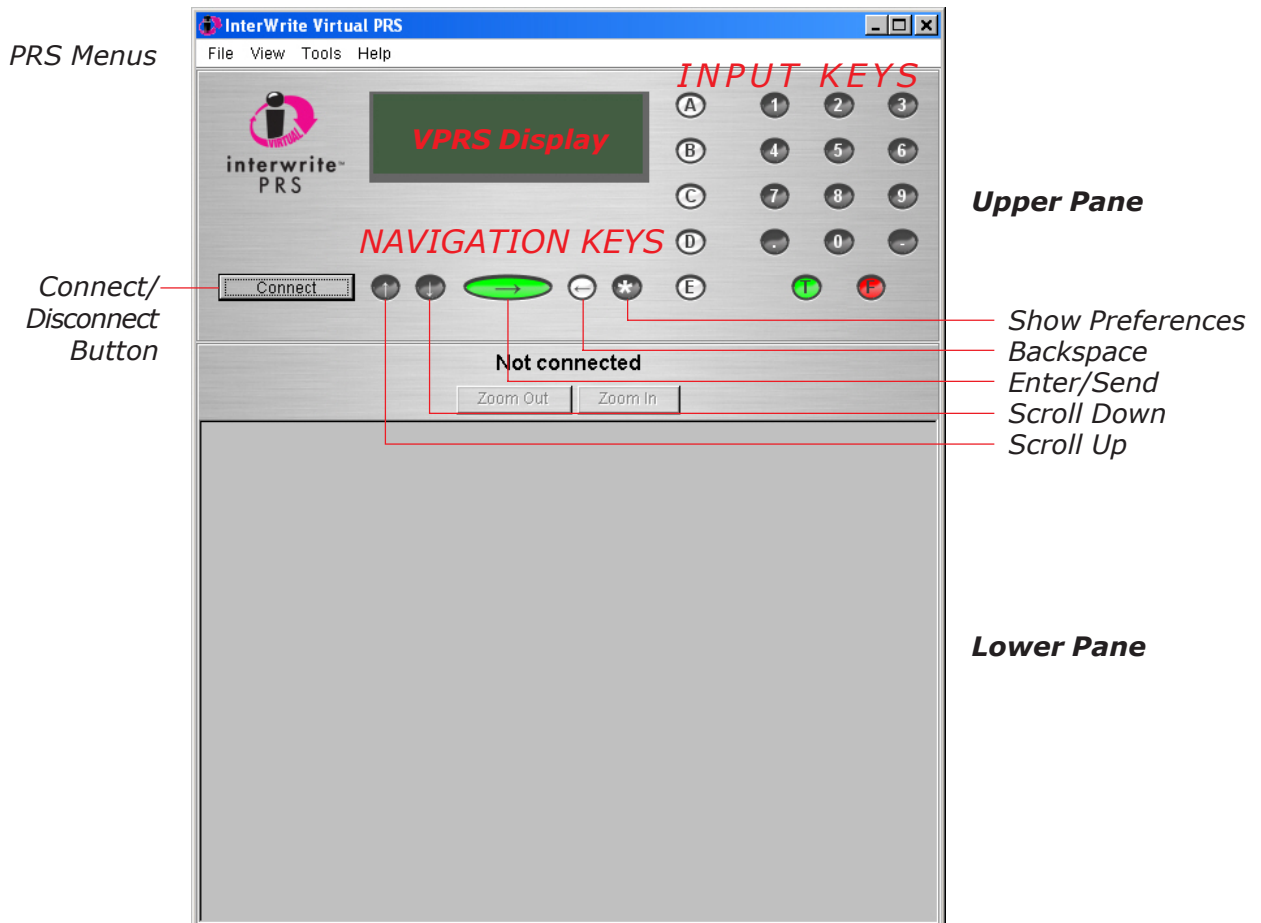 InterWrite Virtual PRS
PRS Menus
File View Tools Help
INPUT KEYS
VIRTUAL
interwrite™
PRS
VPRS Display
A 1 2 3
B 4 5 6
C 7 8 9
Upper Pane
NAVIGATION KEYS
D . 0 -
Connect/
Disconnect
Button
Connect ↑ ↓ → ← * E T F
Show Preferences
Backspace
Enter/Send
Scroll Down
Scroll Up
Not connected
Zoom Out Zoom In
Lower Pane